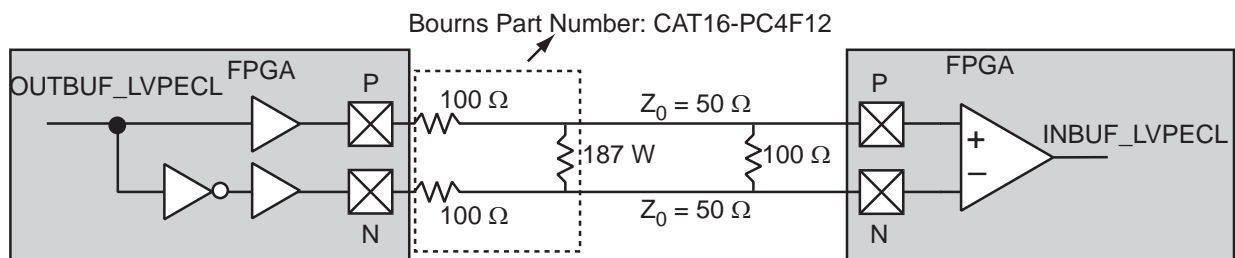 Bourns Part Number: CAT16-PC4F12
OUTBUF_LVPECL
FPGA
P
100 Ω
Z0 = 50 Ω
187 W
100 Ω
100 Ω
Z0 = 50 Ω
N
FPGA
P
+
−
INBUF_LVPECL
N